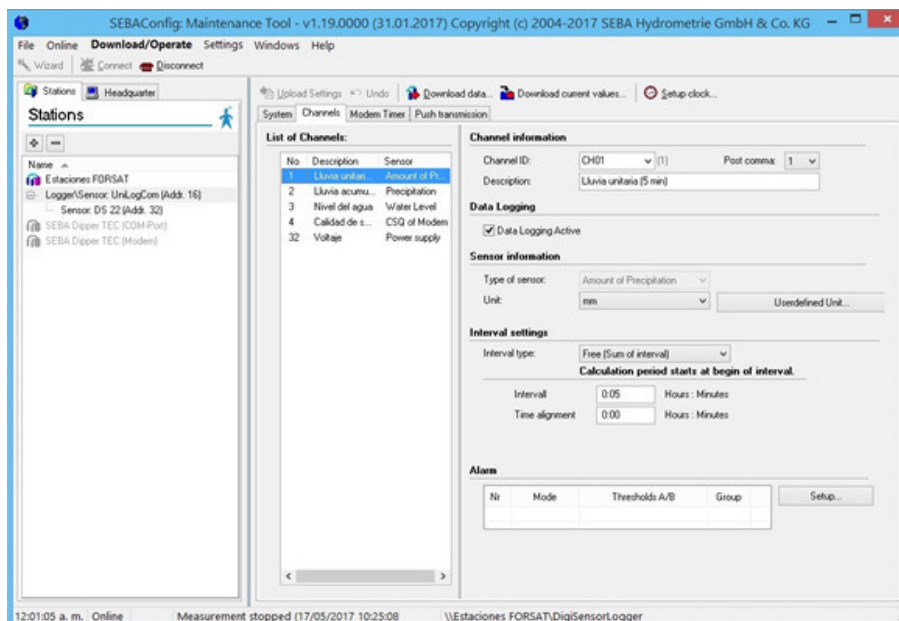 SEBAConfig: Maintenance Tool - v1.19.0000 (31.01.2017) Copyright (c) 2004-2017 SEBA Hydrometrie GmbH & Co. KG
File Online Download/Operate Settings Windows Help
Wizard Connect Disconnect
Stations Headquarter
Stations
Name
Estaciones FORSAT
Logger\Sensor: UniLogCom (Addr. 16)
Sensor: DS 22 (Addr. 32)
SEBA Dipper TEC (COM-Port)
SEBA Dipper TEC (Modem)
Upload Settings Undo Download data... Download current values... Setup clock...
System Channels Modem Timer Push transmission
List of Channels:
No Description Sensor
1 Lluvia unitari... Amount of Pr...
2 Lluvia acumu... Precipitation
3 Nivel del agua Water Level
4 Calidad de s... CSQ of Modem
32 Voltaje Power supply
Channel information
Channel ID: CH01 (1) Post comma: 1
Description: Lluvia unitaria (5 min)
Data Logging
Data Logging Active
Sensor information
Type of sensor: Amount of Precipitation
Unit: mm Userdefined Unit...
Interval settings
Interval type: Free (Sum of interval)
Calculation period starts at begin of interval.
Intervall 0:05 Hours : Minutes
Time alignment 0:00 Hours : Minutes
Alarm
Nr Mode Thresholds A/B Group Setup...
12:01:05 a. m. Online Measurement stopped (17/05/2017 10:25:08 \\Estaciones FORSAT\DigiSensorLogger